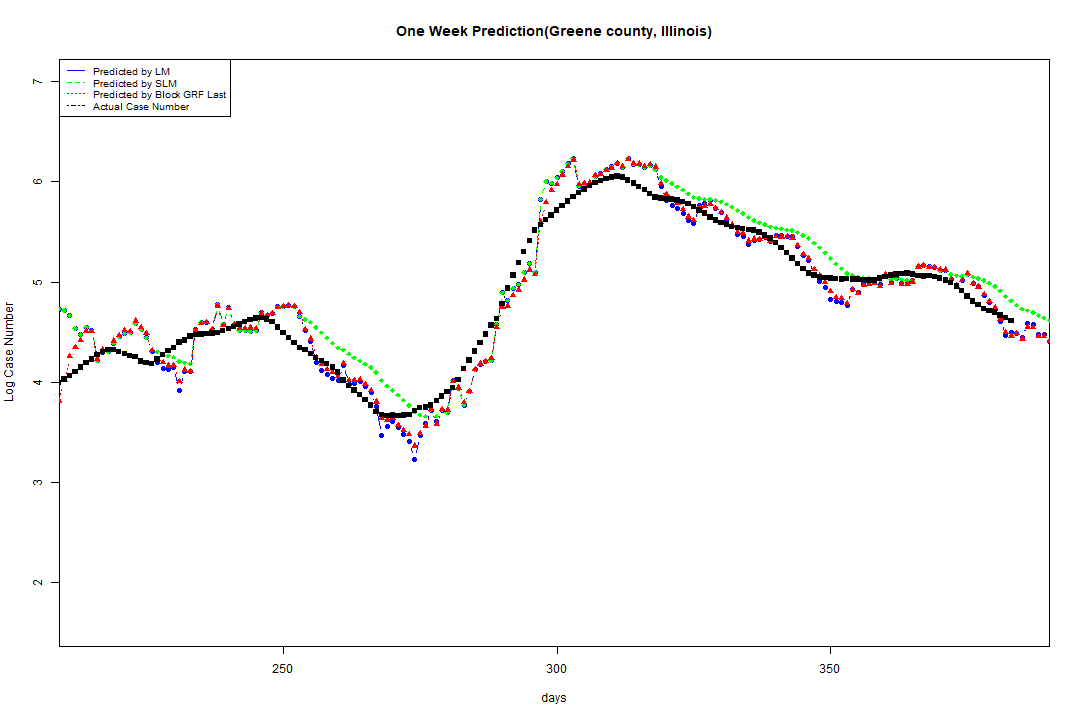 One Week Prediction(Greene county, Illinois)
Predicted by LM
Predicted by SLM
Predicted by Block GRF Last
Actual Case Number
7
6
5
4
3
2
Log Case Number
250
300
350
days